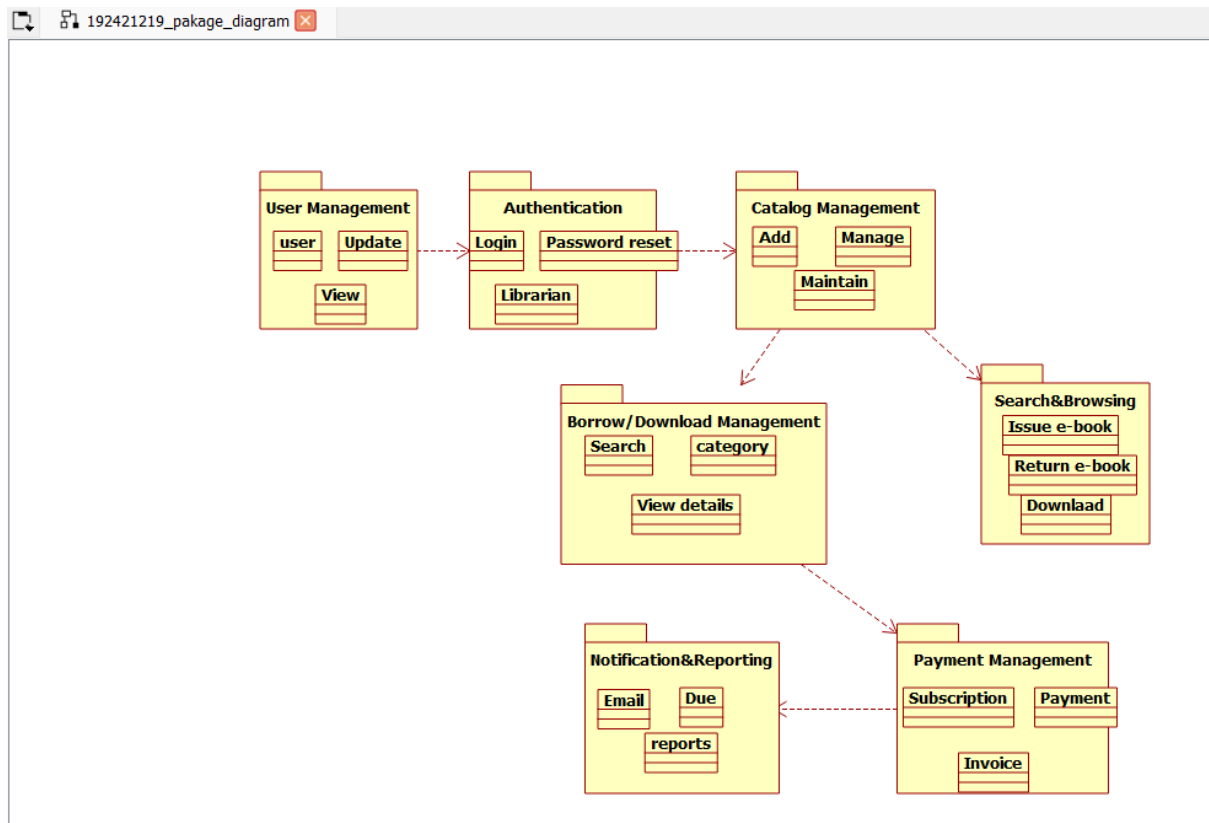 192421219_pakage_diagram
User Management
user
Update
View
Authentication
Login
Password reset
Librarian
Catalog Management
Add
Manage
Maintain
Borrow/Download Management
Search
category
View details
Search&Browsing
Issue e-book
Return e-book
Downlaad
Notification&Reporting
Email
Due
reports
Payment Management
Subscription
Payment
Invoice